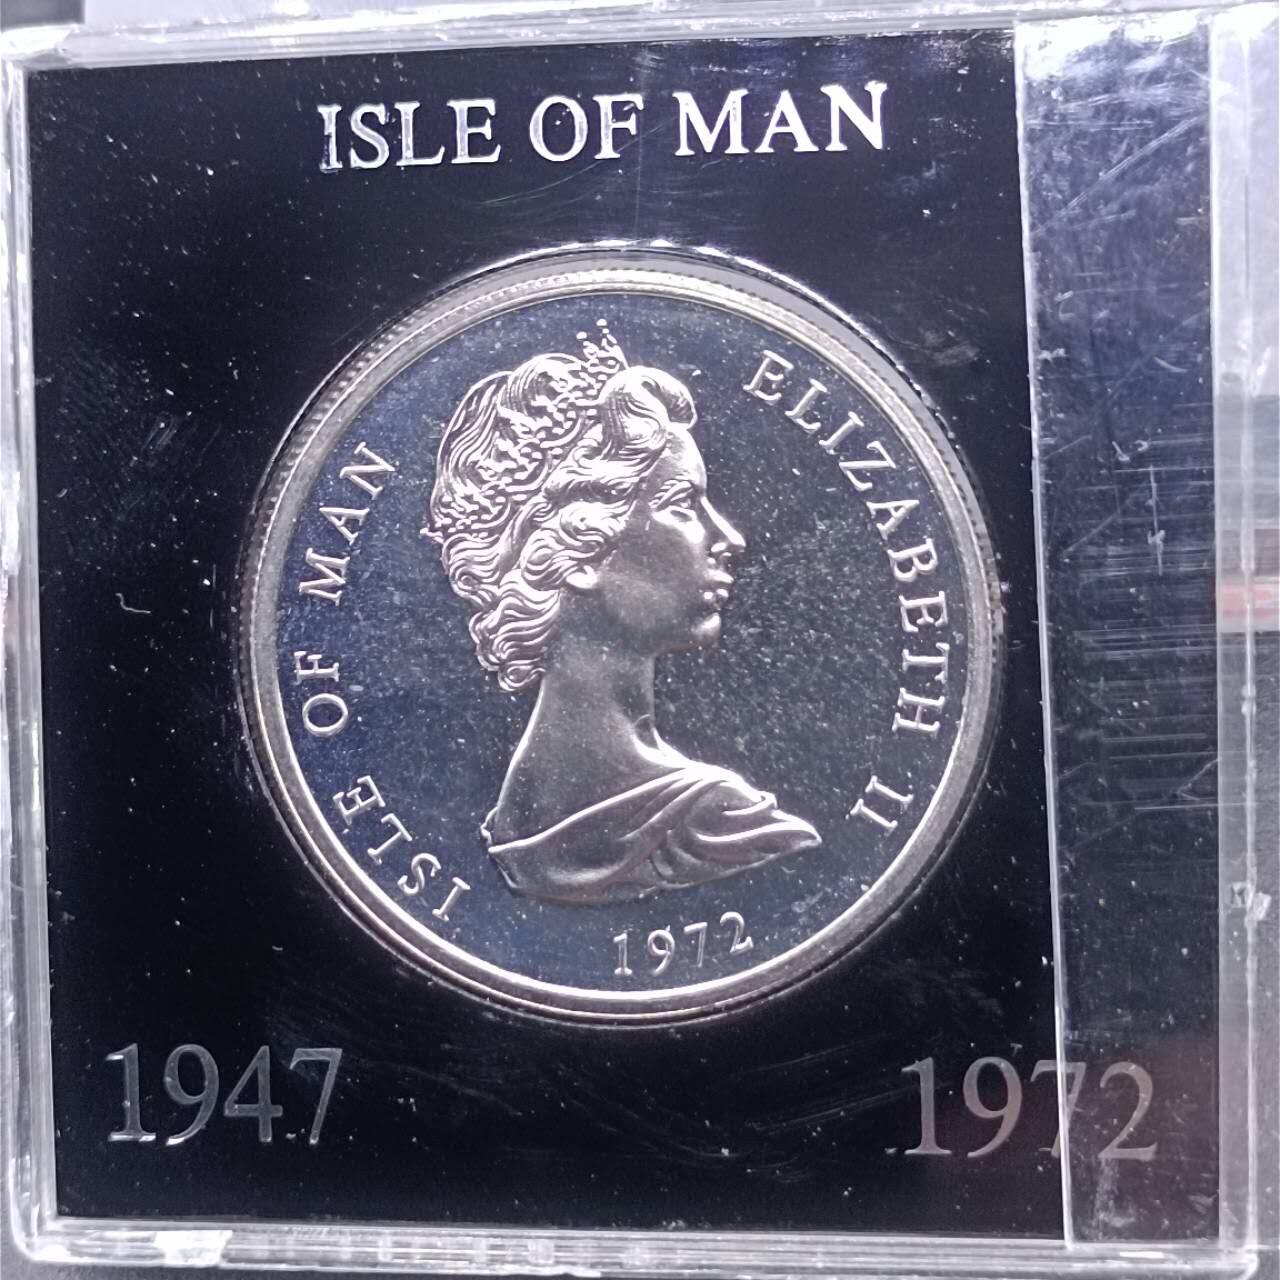 ISLE OF MAN
ISLE OF MAN
ELIZABETH II
1972
1947
1972